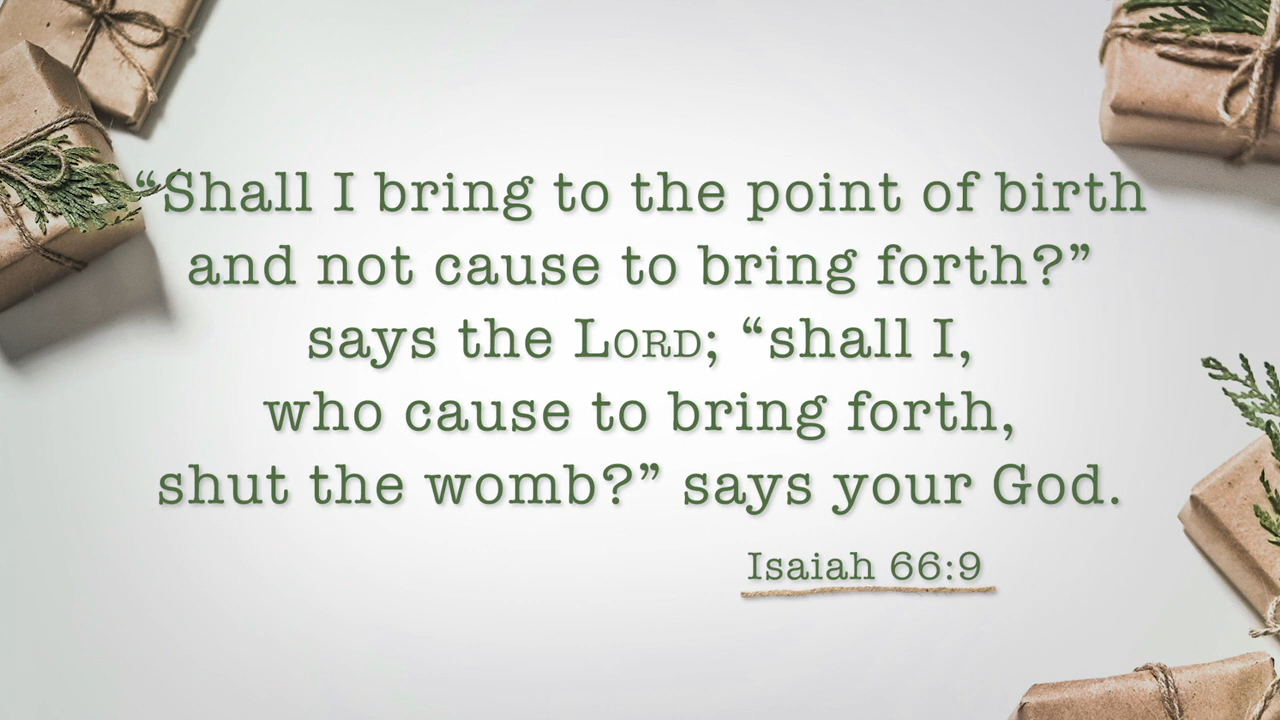 “Shall I bring to the point of birth
and not cause to bring forth?”
says the LORD; “shall I,
who cause to bring forth,
shut the womb?” says your God.
Isaiah 66:9